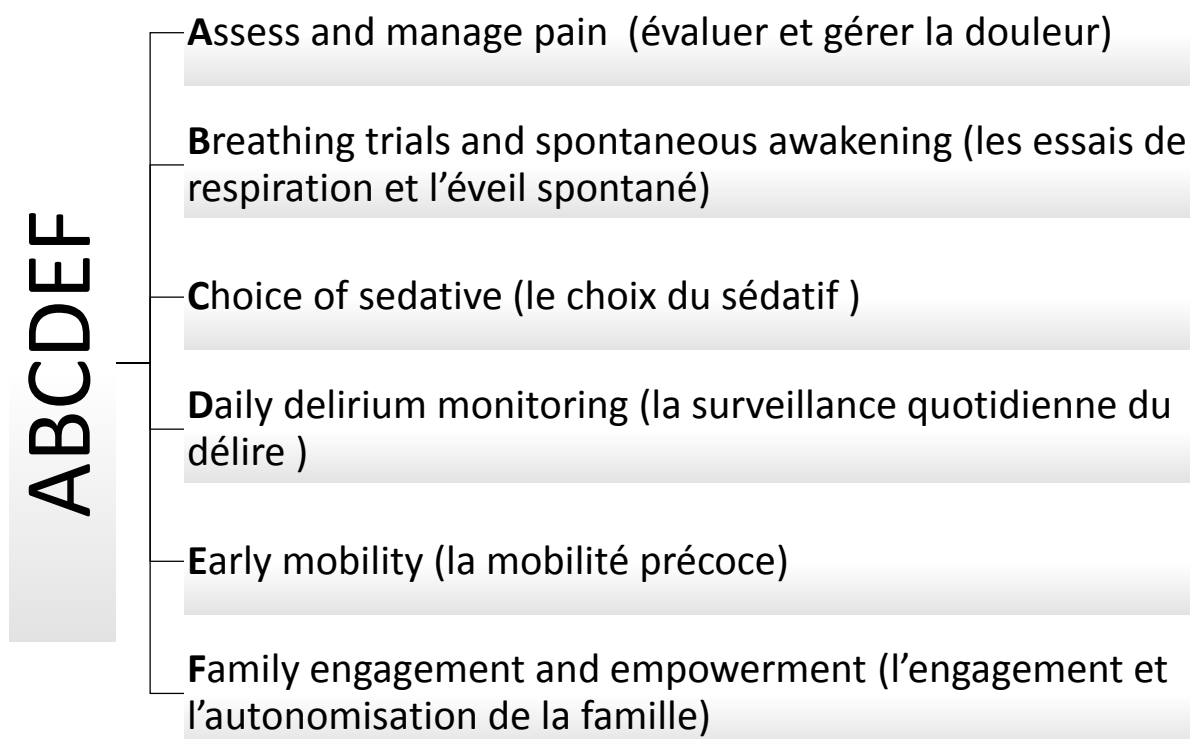 ABCDEF
Assess and manage pain (évaluer et gérer la douleur)
Breathing trials and spontaneous awakening (les essais de
respiration et l’éveil spontané)
Choice of sedative (le choix du sédatif )
Daily delirium monitoring (la surveillance quotidienne du
délire )
Early mobility (la mobilité précoce)
Family engagement and empowerment (l’engagement et
l’autonomisation de la famille)